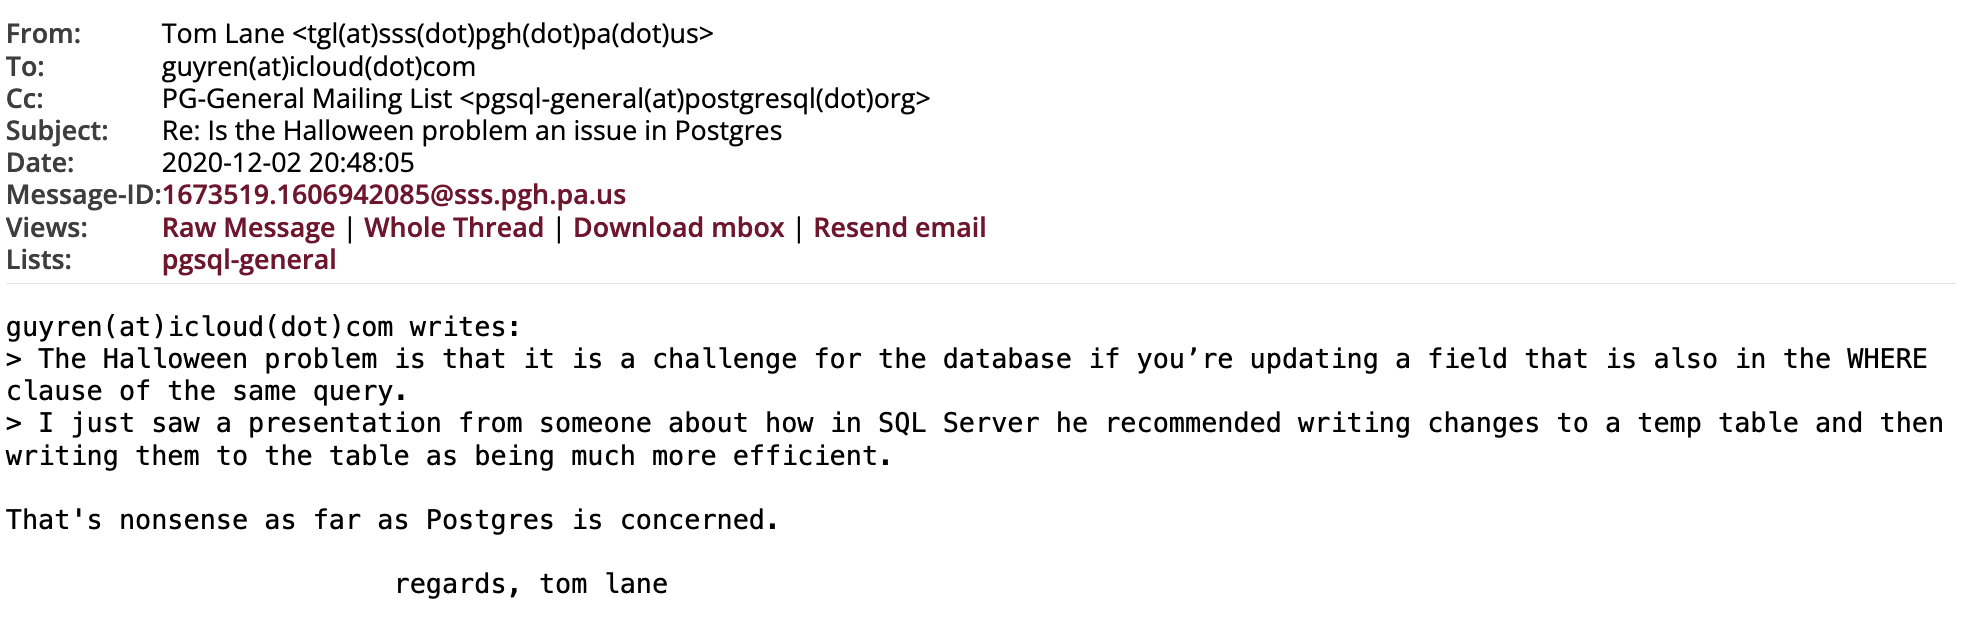 From: Tom Lane <tgl(at)sss(dot)pgh(dot)pa(dot)us>
To: guyren(at)icloud(dot)com
Cc: PG-General Mailing List <pgsql-general(at)postgresql(dot)org>
Subject: Re: Is the Halloween problem an issue in Postgres
Date: 2020-12-02 20:48:05
Message-ID:1673519.1606942085@sss.pgh.pa.us
Views: Raw Message | Whole Thread | Download mbox | Resend email
Lists: pgsql-general
guyren(at)icloud(dot)com writes:
> The Halloween problem is that it is a challenge for the database if you’re updating a field that is also in the WHERE
clause of the same query.
> I just saw a presentation from someone about how in SQL Server he recommended writing changes to a temp table and then
writing them to the table as being much more efficient.
That's nonsense as far as Postgres is concerned.
regards, tom lane